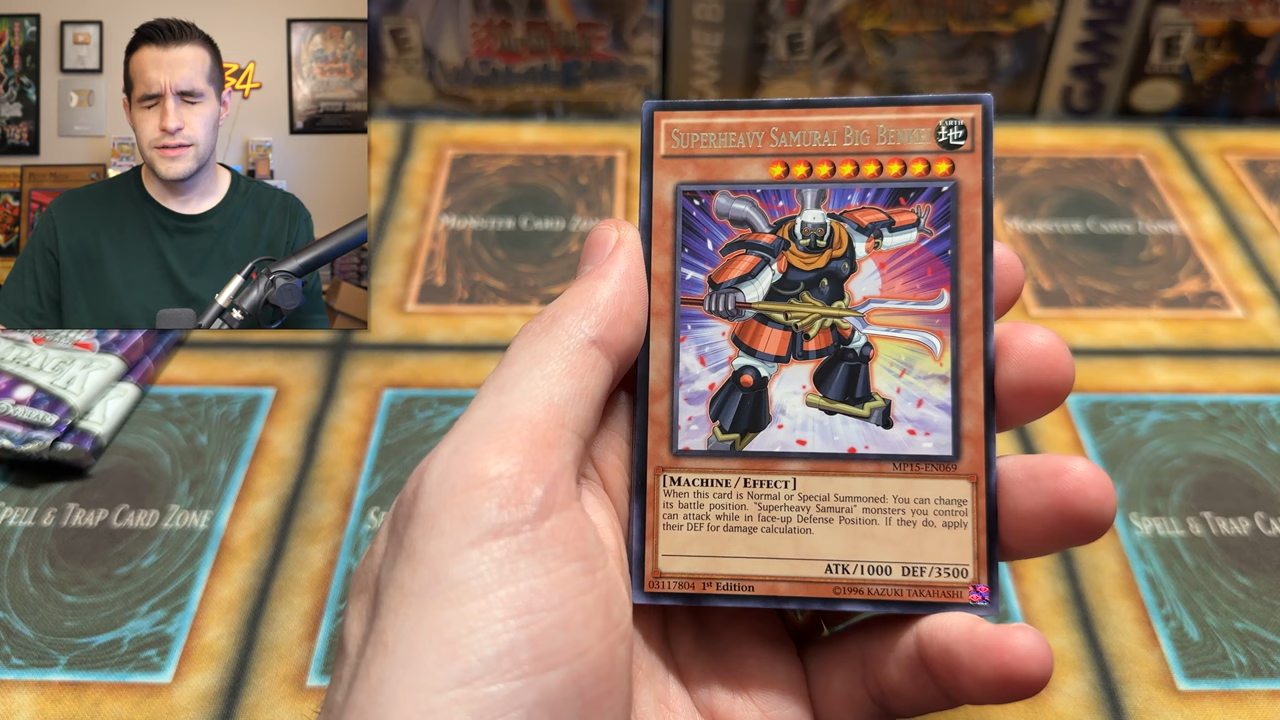 34
GAME B
GAME
E
E
E
SUPERHEAVY SAMURAI BIG BENKEI
EARTH
地
MONSTER CARD ZONE
MONSTER CARD ZONE
MP15-EN069
[MACHINE/EFFECT]
When this card is Normal or Special Summoned: You can change
its battle position. "Superheavy Samurai" monsters you control
can attack while in face-up Defense Position. If they do, apply
their DEF for damage calculation.
ATK/1000 DEF/3500
03117804 1st Edition
©1996 KAZUKI TAKAHASHI
PACK
SPELL & TRAP CARD ZONE
SPELL & TRAP CA